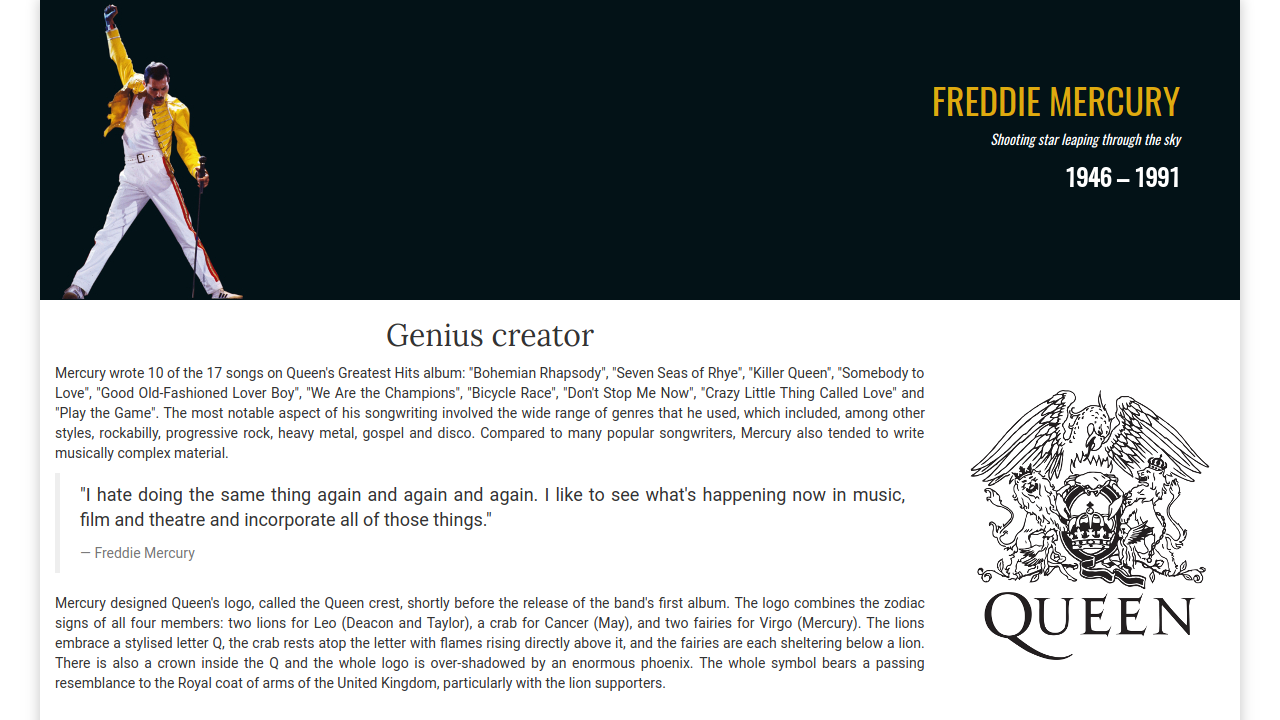 FREDDIE MERCURY
Shooting star leaping through the sky
1946 – 1991
Genius creator
Mercury wrote 10 of the 17 songs on Queen's Greatest Hits album: "Bohemian Rhapsody", "Seven Seas of Rhye", "Killer Queen", "Somebody to
Love", "Good Old-Fashioned Lover Boy", "We Are the Champions", "Bicycle Race", "Don't Stop Me Now", "Crazy Little Thing Called Love" and
"Play the Game". The most notable aspect of his songwriting involved the wide range of genres that he used, which included, among other
styles, rockabilly, progressive rock, heavy metal, gospel and disco. Compared to many popular songwriters, Mercury also tended to write
musically complex material.
"I hate doing the same thing again and again and again. I like to see what's happening now in music,
film and theatre and incorporate all of those things."
— Freddie Mercury
Mercury designed Queen's logo, called the Queen crest, shortly before the release of the band's first album. The logo combines the zodiac
signs of all four members: two lions for Leo (Deacon and Taylor), a crab for Cancer (May), and two fairies for Virgo (Mercury). The lions
embrace a stylised letter Q, the crab rests atop the letter with flames rising directly above it, and the fairies are each sheltering below a lion.
There is also a crown inside the Q and the whole logo is over-shadowed by an enormous phoenix. The whole symbol bears a passing
resemblance to the Royal coat of arms of the United Kingdom, particularly with the lion supporters.
QUEEN